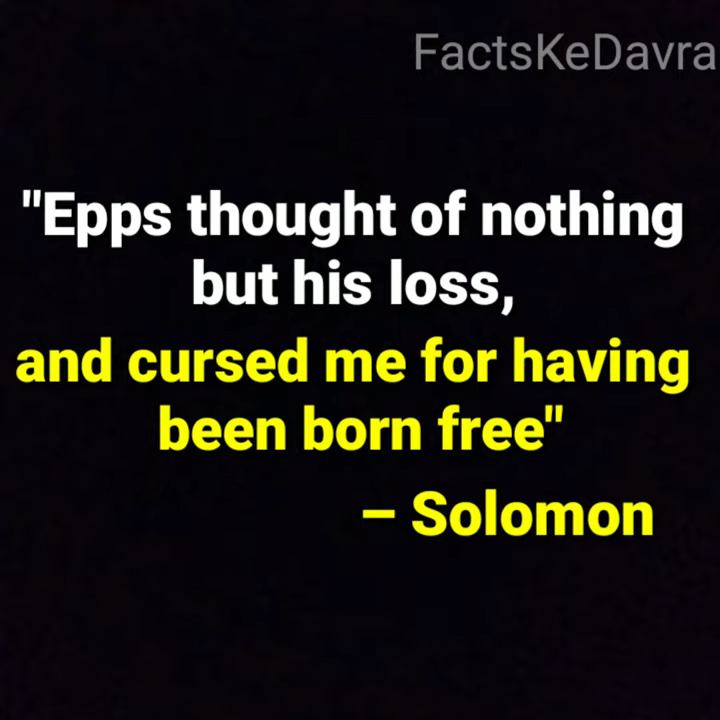 FactsKeDavra
"Epps thought of nothing
but his loss,
and cursed me for having
been born free"
– Solomon